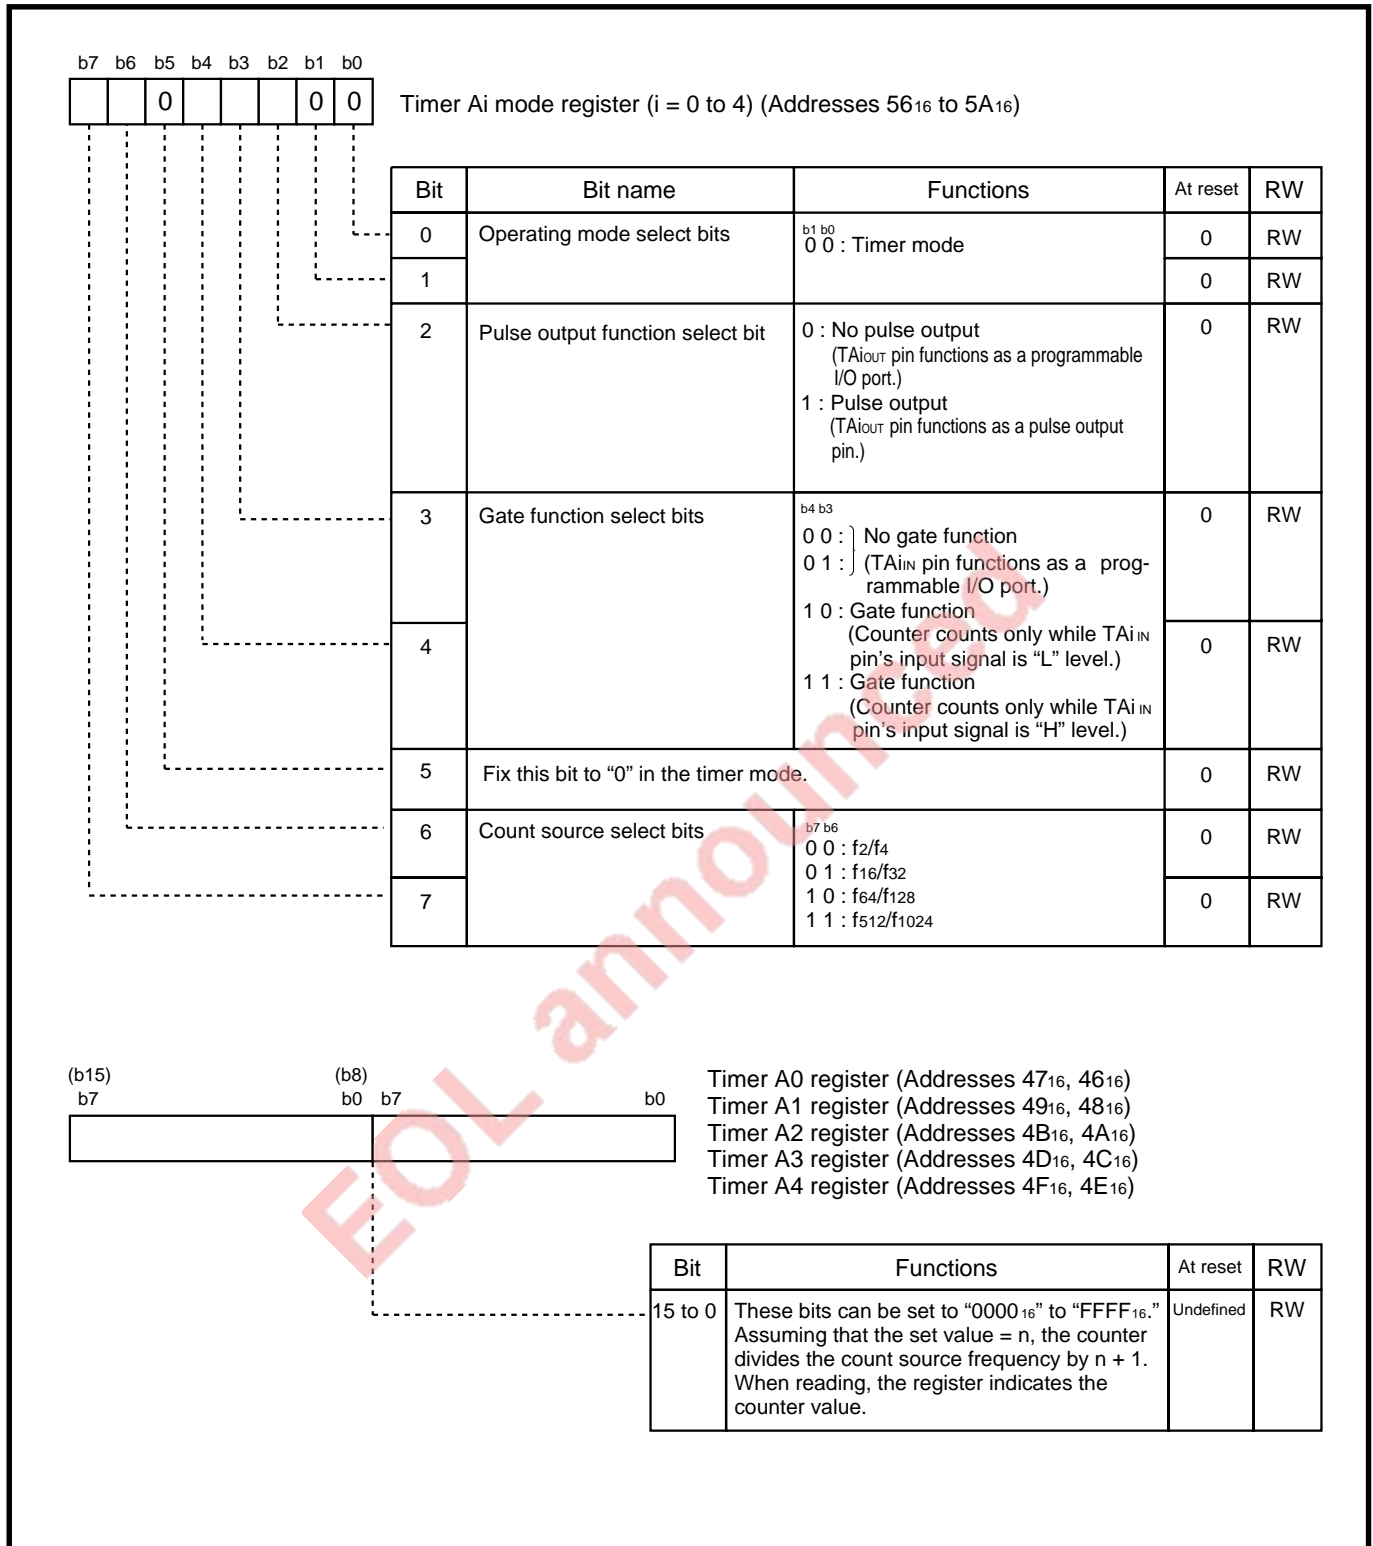 b7 b6 b5 b4 b3 b2 b1 b0
0 0 0
Timer Ai mode register (i = 0 to 4) (Addresses 5616 to 5A16)
Bit Bit name Functions At reset RW
0 Operating mode select bits b1 b0 0 RW
0 0 : Timer mode
1 0 RW
2 Pulse output function select bit 0 : No pulse output 0 RW
(TAiOUT pin functions as a programmable
I/O port.)
1 : Pulse output
(TAiOUT pin functions as a pulse output
pin.)
3 Gate function select bits b4 b3 0 RW
0 0 : No gate function
0 1 : (TAiIN pin functions as a prog-
rammable I/O port.)
1 0 : Gate function
(Counter counts only while TAiIN
4 pin’s input signal is “L” level.) 0 RW
1 1 : Gate function
(Counter counts only while TAiIN
pin’s input signal is “H” level.)
5 Fix this bit to “0” in the timer mode. 0 RW
6 Count source select bits b7 b6 0 RW
0 0 : f2/f4
0 1 : f16/f32
7 1 0 : f64/f128 0 RW
1 1 : f512/f1024
EOL announced
(b15) (b8)
b7 b0 b7 b0
Timer A0 register (Addresses 4716, 4616)
Timer A1 register (Addresses 4916, 4816)
Timer A2 register (Addresses 4B16, 4A16)
Timer A3 register (Addresses 4D16, 4C16)
Timer A4 register (Addresses 4F16, 4E16)
Bit Functions At reset RW
15 to 0 These bits can be set to “000016” to “FFFF16.” Undefined RW
Assuming that the set value = n, the counter
divides the count source frequency by n + 1.
When reading, the register indicates the
counter value.